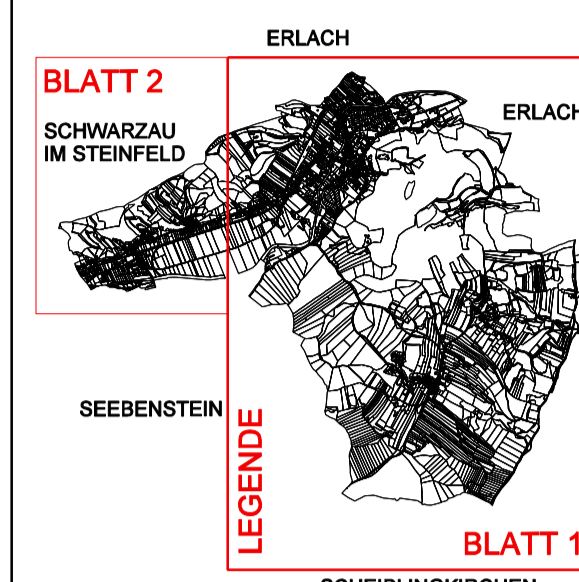 ERLACH
BLATT 2
ERLACH
SCHWARZAU
IM STEINFELD
SEEBENSTEIN
LEGENDE
BLATT 1